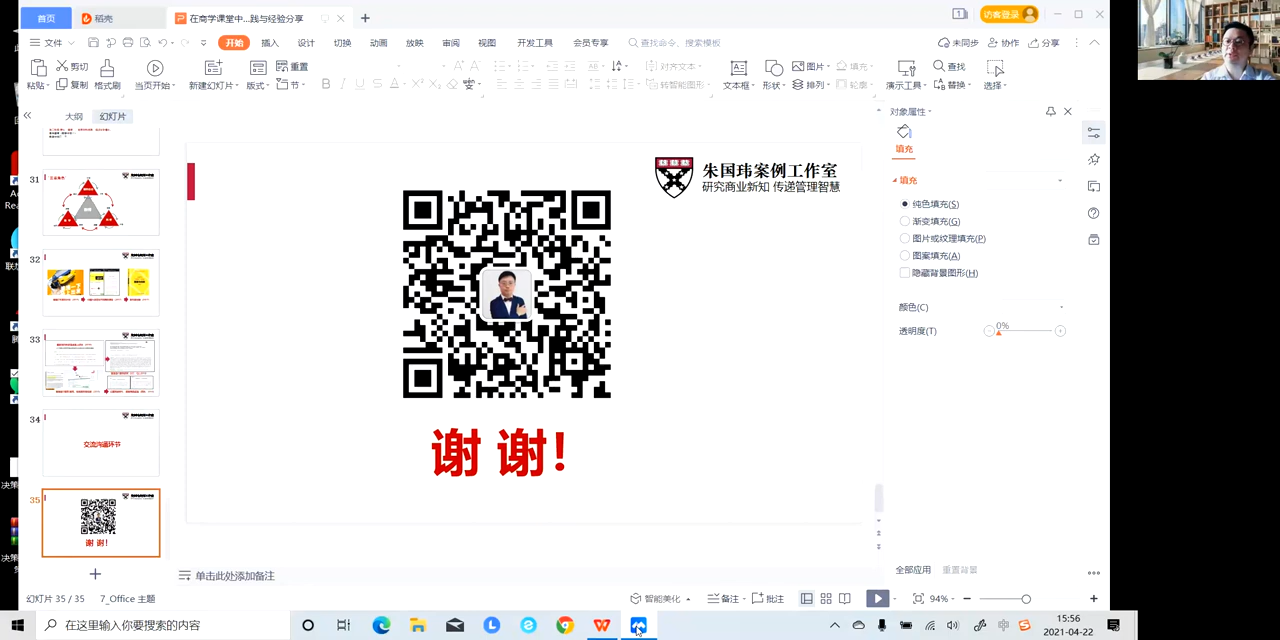 首页
稻壳
在商学课堂中...践与经验分享
访客登录
文件
开始
插入
设计
切换
动画
放映
审阅
视图
开发工具
会员专享
查找命令、搜索模板
未同步
协作
分享
粘贴
剪切
复制
格式刷
当页开始
新建幻灯片
版式
重置
节
对齐文本
转智能图形
文本框
形状
图片
排列
填充
轮廓
演示工具
查找
替换
选择
大纲
幻灯片
31
32
33
34
交流沟通环节
35
谢 谢!
朱国玮案例工作室
研究商业新知 传递管理智慧
谢 谢!
对象属性
填充
填充
纯色填充(S)
渐变填充(G)
图片或纹理填充(P)
图案填充(A)
隐藏背景图形(H)
颜色(C)
透明度(T)
0%
全部应用
重置背景
单击此处添加备注
幻灯片 35 / 35
7_Office 主题
智能美化
备注
批注
94%
在这里输入你要搜索的内容
中
15:56
2021-04-22